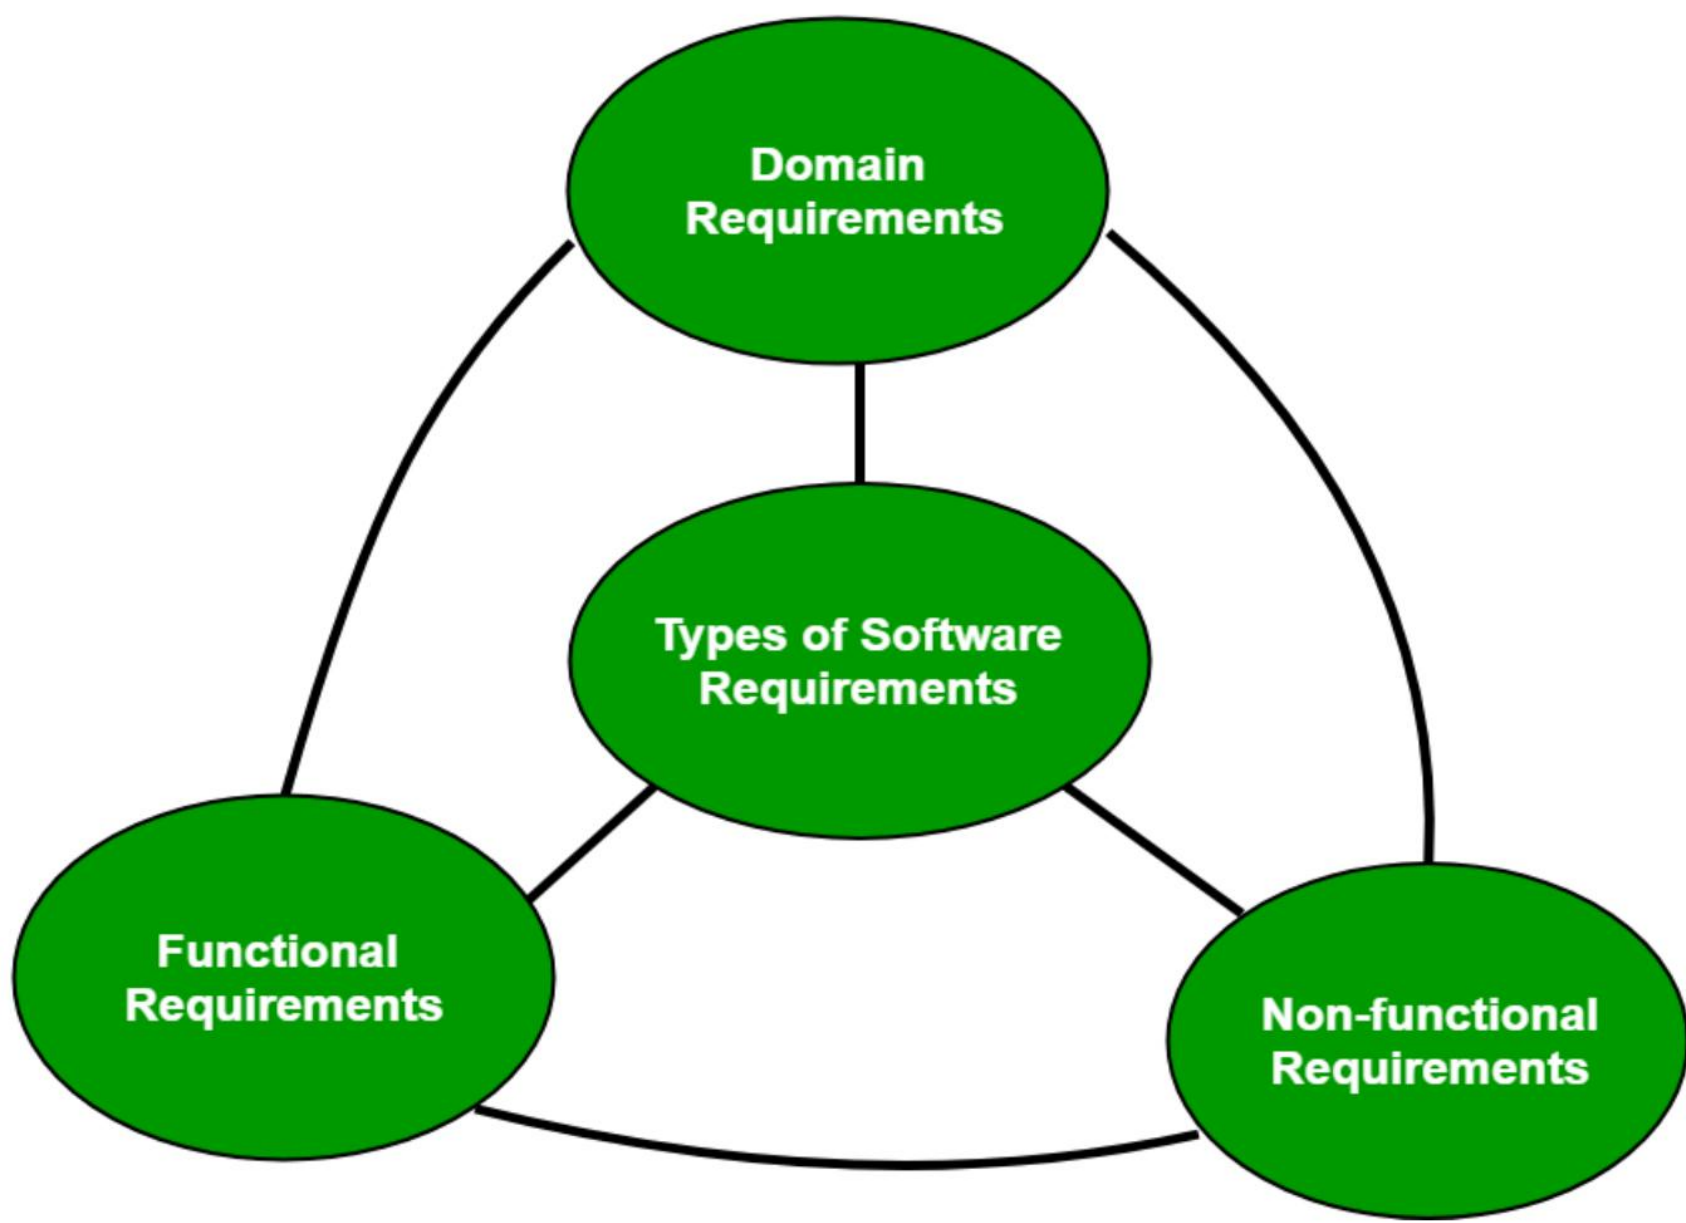 Domain
Requirements
Types of Software
Requirements
Functional
Requirements
Non-functional
Requirements